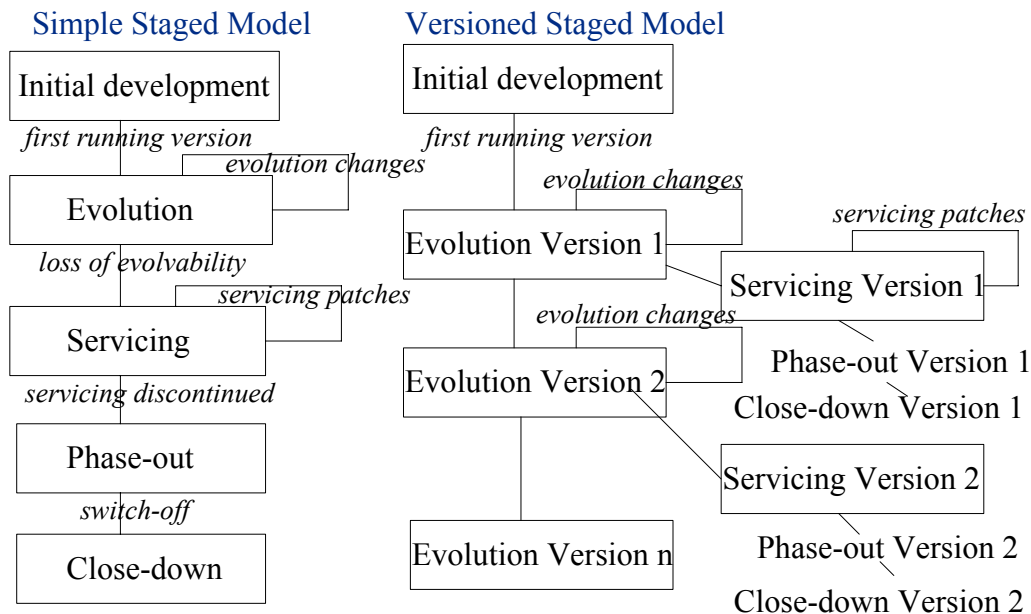 Simple Staged Model
Initial development
first running version
evolution changes
Evolution
loss of evolvability
servicing patches
Servicing
servicing discontinued
Phase-out
switch-off
Close-down
Versioned Staged Model
Initial development
first running version
evolution changes
Evolution Version 1
servicing patches
Servicing Version 1
evolution changes
Evolution Version 2
Phase-out Version 1
Close-down Version 1
Servicing Version 2
Evolution Version n
Phase-out Version 2
Close-down Version 2